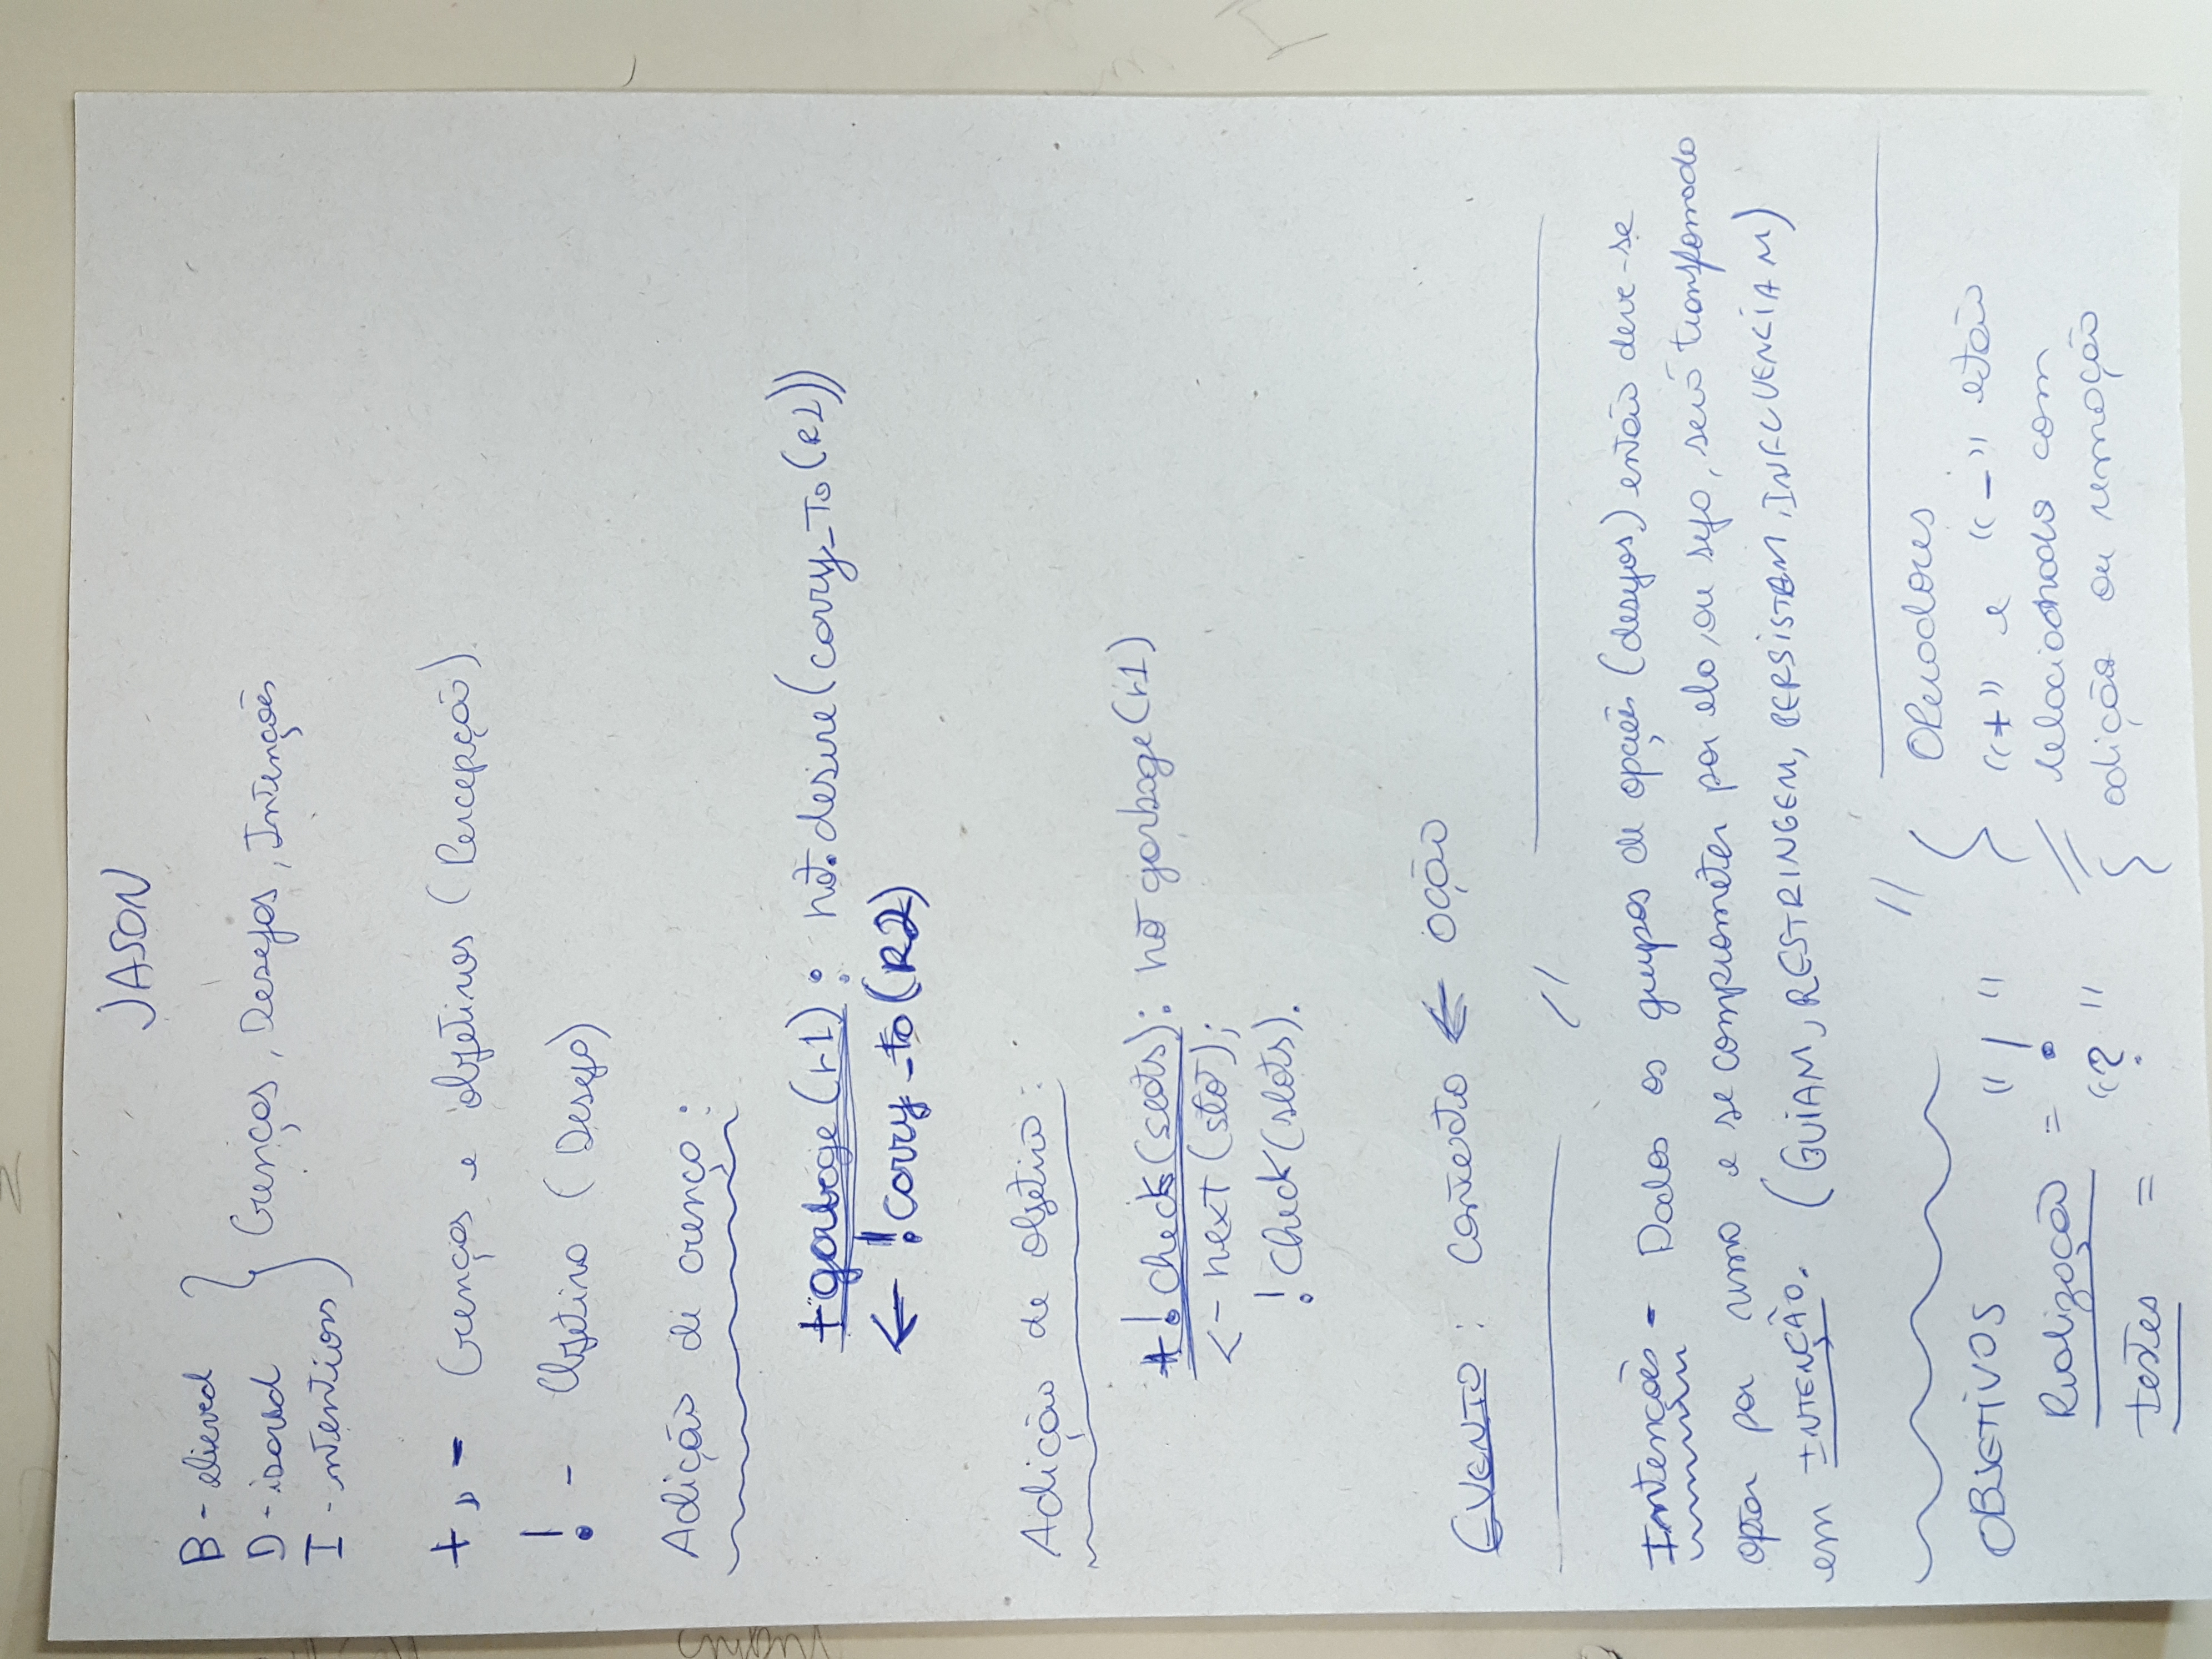 JASON
B - elieved
D - isored
I - ntentions
Crenças, Desejos, Intenções
+, - Crenças e objetivos (Percepção)
! - Objetivo (Desejo)
Adição de crença:
+garbage(r1): not.desire(carry_To(R2))
← !carry_to(R2)
Adição de objetivo:
+!check(slots): not garbage(r1)
<- next(slot);
!check(slots).
EVENTO: Contexto ← ação
//
Intenções - Dados os grupos de opções (desejos) então deve-se
optar por uma e se comprometer por ela, ou seja, será transformado
em INTENÇÃO. (GUIAM, RESTRINGEM, PERSISTEM, INFLUENCIAM)
//
OBJETIVOS
Realização = "!"
testes = "?"
Operadores
"+" e "-" estão
relacionado com
adição ou remoção